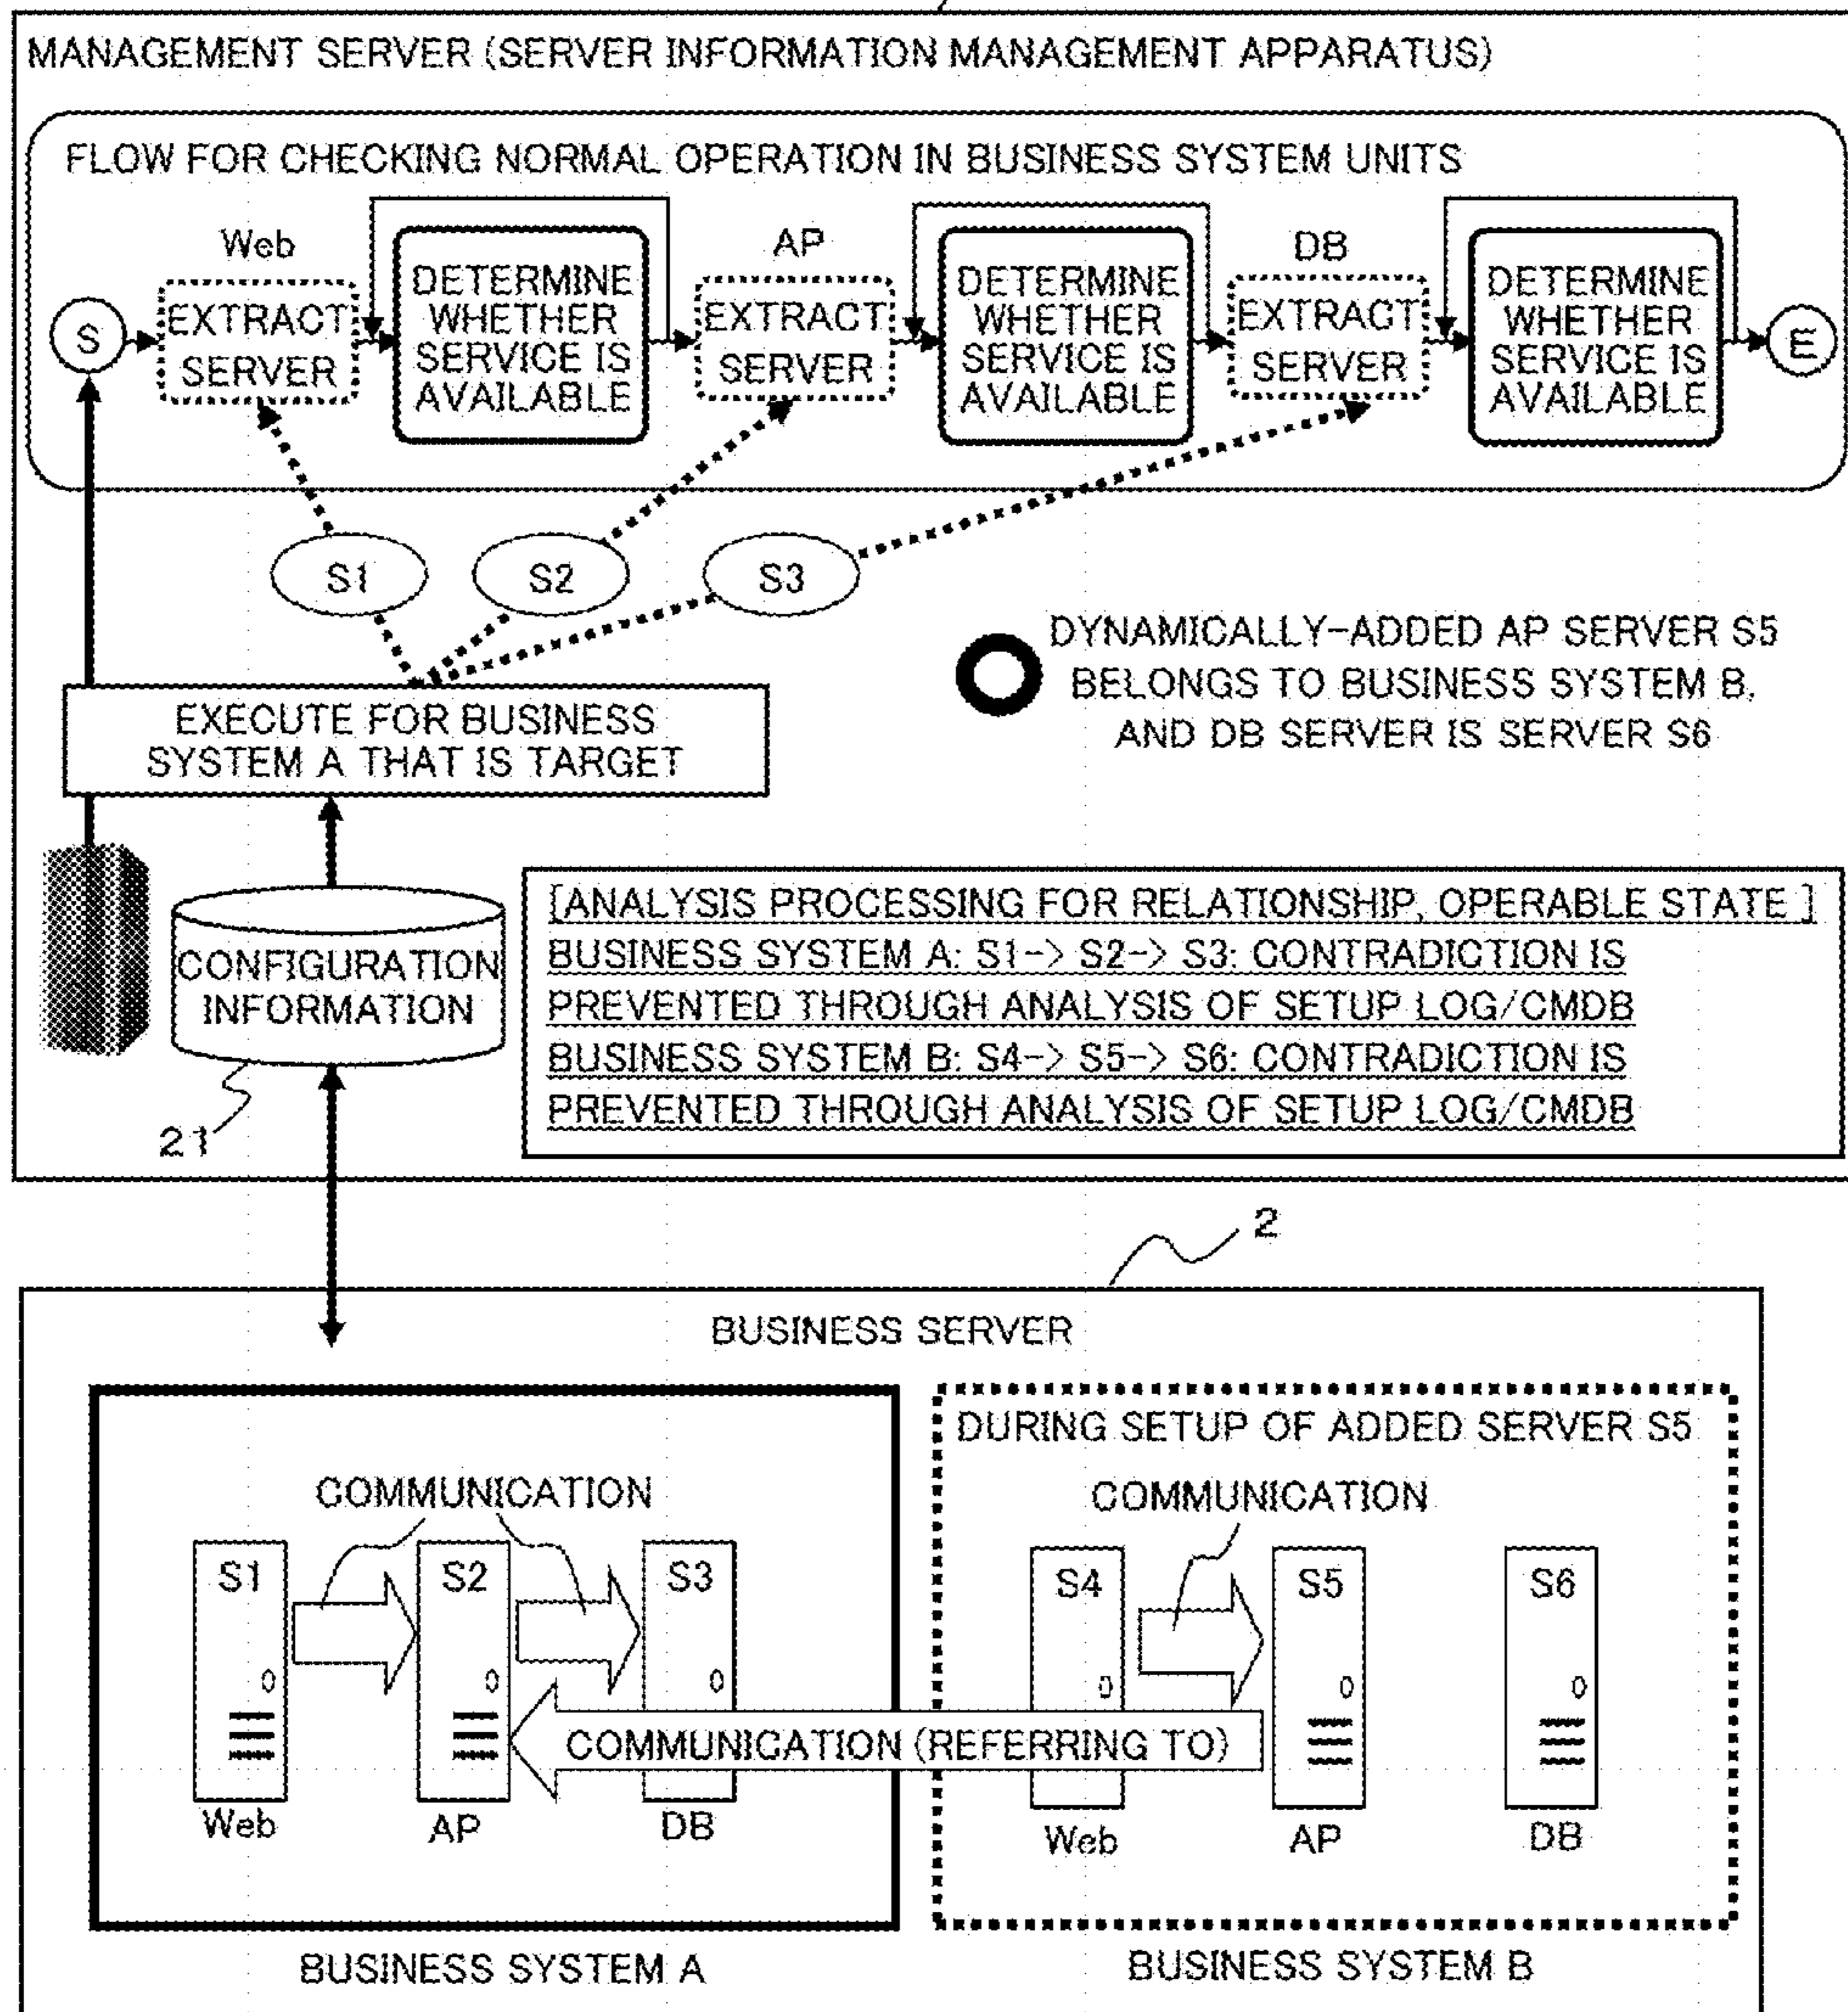 MANAGEMENT SERVER (SERVER INFORMATION MANAGEMENT APPARATUS)
FLOW FOR CHECKING NORMAL OPERATION IN BUSINESS SYSTEM UNITS
Web
AP
DB
S
EXTRACT
SERVER
DETERMINE
WHETHER
SERVICE IS
AVAILABLE
EXTRACT
SERVER
DETERMINE
WHETHER
SERVICE IS
AVAILABLE
EXTRACT
SERVER
DETERMINE
WHETHER
SERVICE IS
AVAILABLE
E
S1
S2
S3
DYNAMICALLY-ADDED AP SERVER S5
BELONGS TO BUSINESS SYSTEM B,
AND DB SERVER IS SERVER S6
EXECUTE FOR BUSINESS
SYSTEM A THAT IS TARGET
CONFIGURATION
INFORMATION
21
[ANALYSIS PROCESSING FOR RELATIONSHIP, OPERABLE STATE ]
BUSINESS SYSTEM A: S1-> S2-> S3: CONTRADICTION IS
PREVENTED THROUGH ANALYSIS OF SETUP LOG/CMDB
BUSINESS SYSTEM B: S4-> S5-> S6: CONTRADICTION IS
PREVENTED THROUGH ANALYSIS OF SETUP LOG/CMDB
2
BUSINESS SERVER
COMMUNICATION
S1
S2
S3
Web
AP
DB
BUSINESS SYSTEM A
DURING SETUP OF ADDED SERVER S5
COMMUNICATION
S4
S5
S6
COMMUNICATION (REFERRING TO)
Web
AP
DB
BUSINESS SYSTEM B